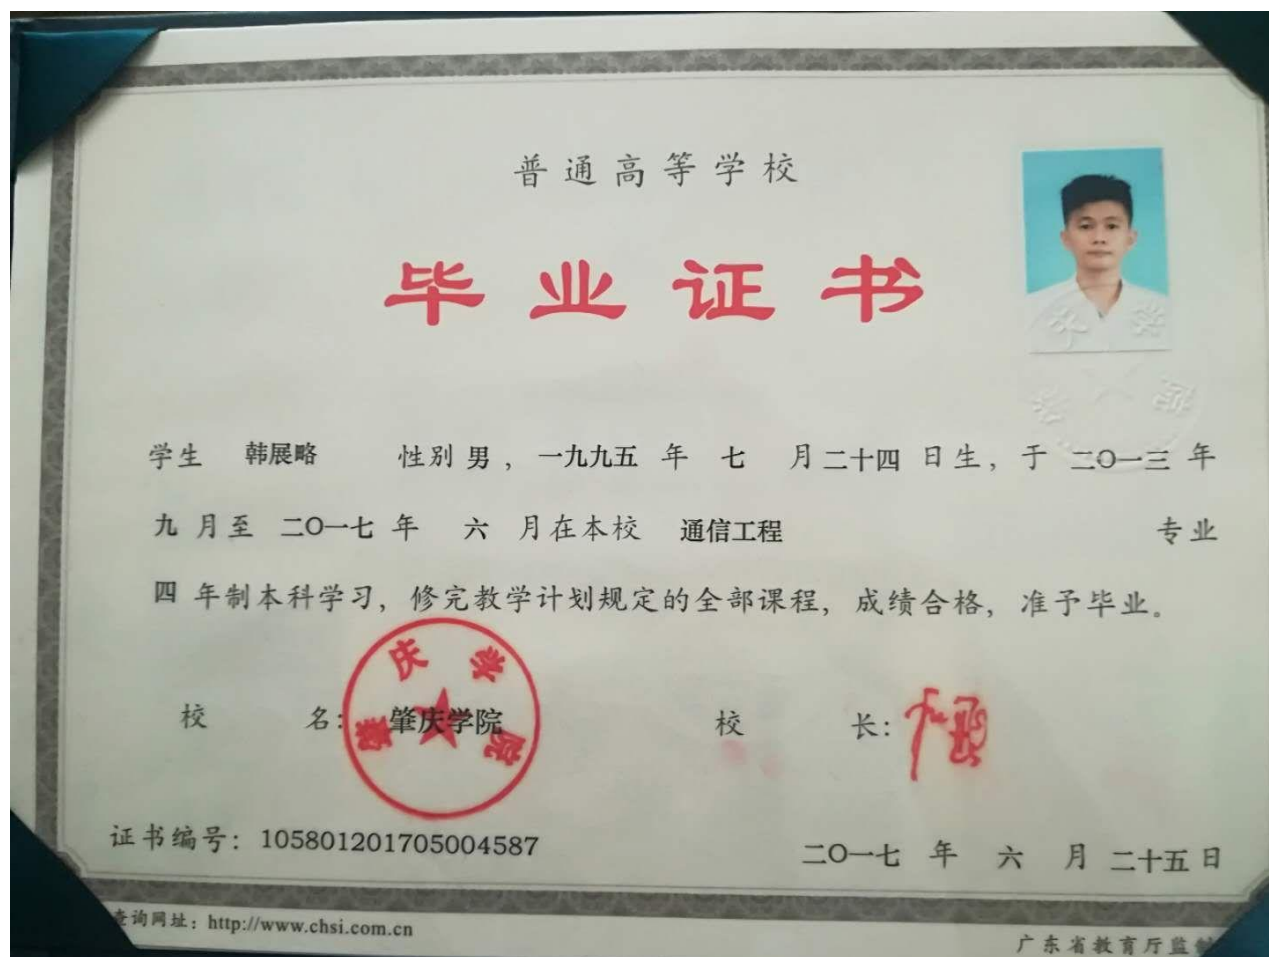 普通高等学校
毕业证书
学生 韩展略 性别 男，一九九五 年 七 月 二十四 日生，于 二〇一三 年
九 月至 二〇一七 年 六 月在本校 通信工程 专业
四 年制本科学习，修完教学计划规定的全部课程，成绩合格，准予毕业。
校 名：肇庆学院 校 长：
肇庆学院
证书编号：105801201705004587
二〇一七 年 六 月 二十五 日
查询网址：http://www.chsi.com.cn
广东省教育厅监制